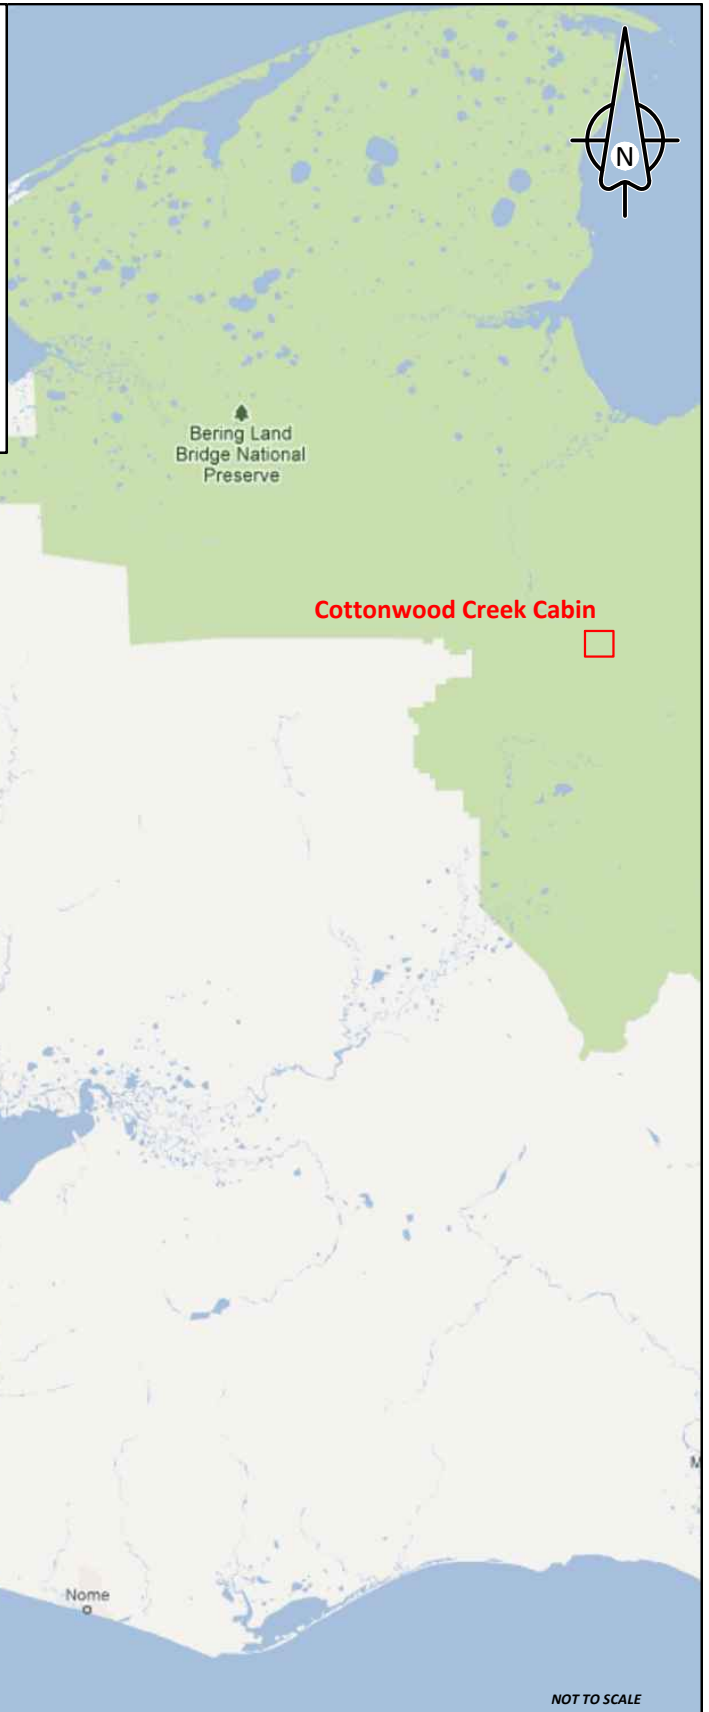 N
Bering Land
Bridge National
Preserve
Cottonwood Creek Cabin
M
Nome
NOT TO SCALE